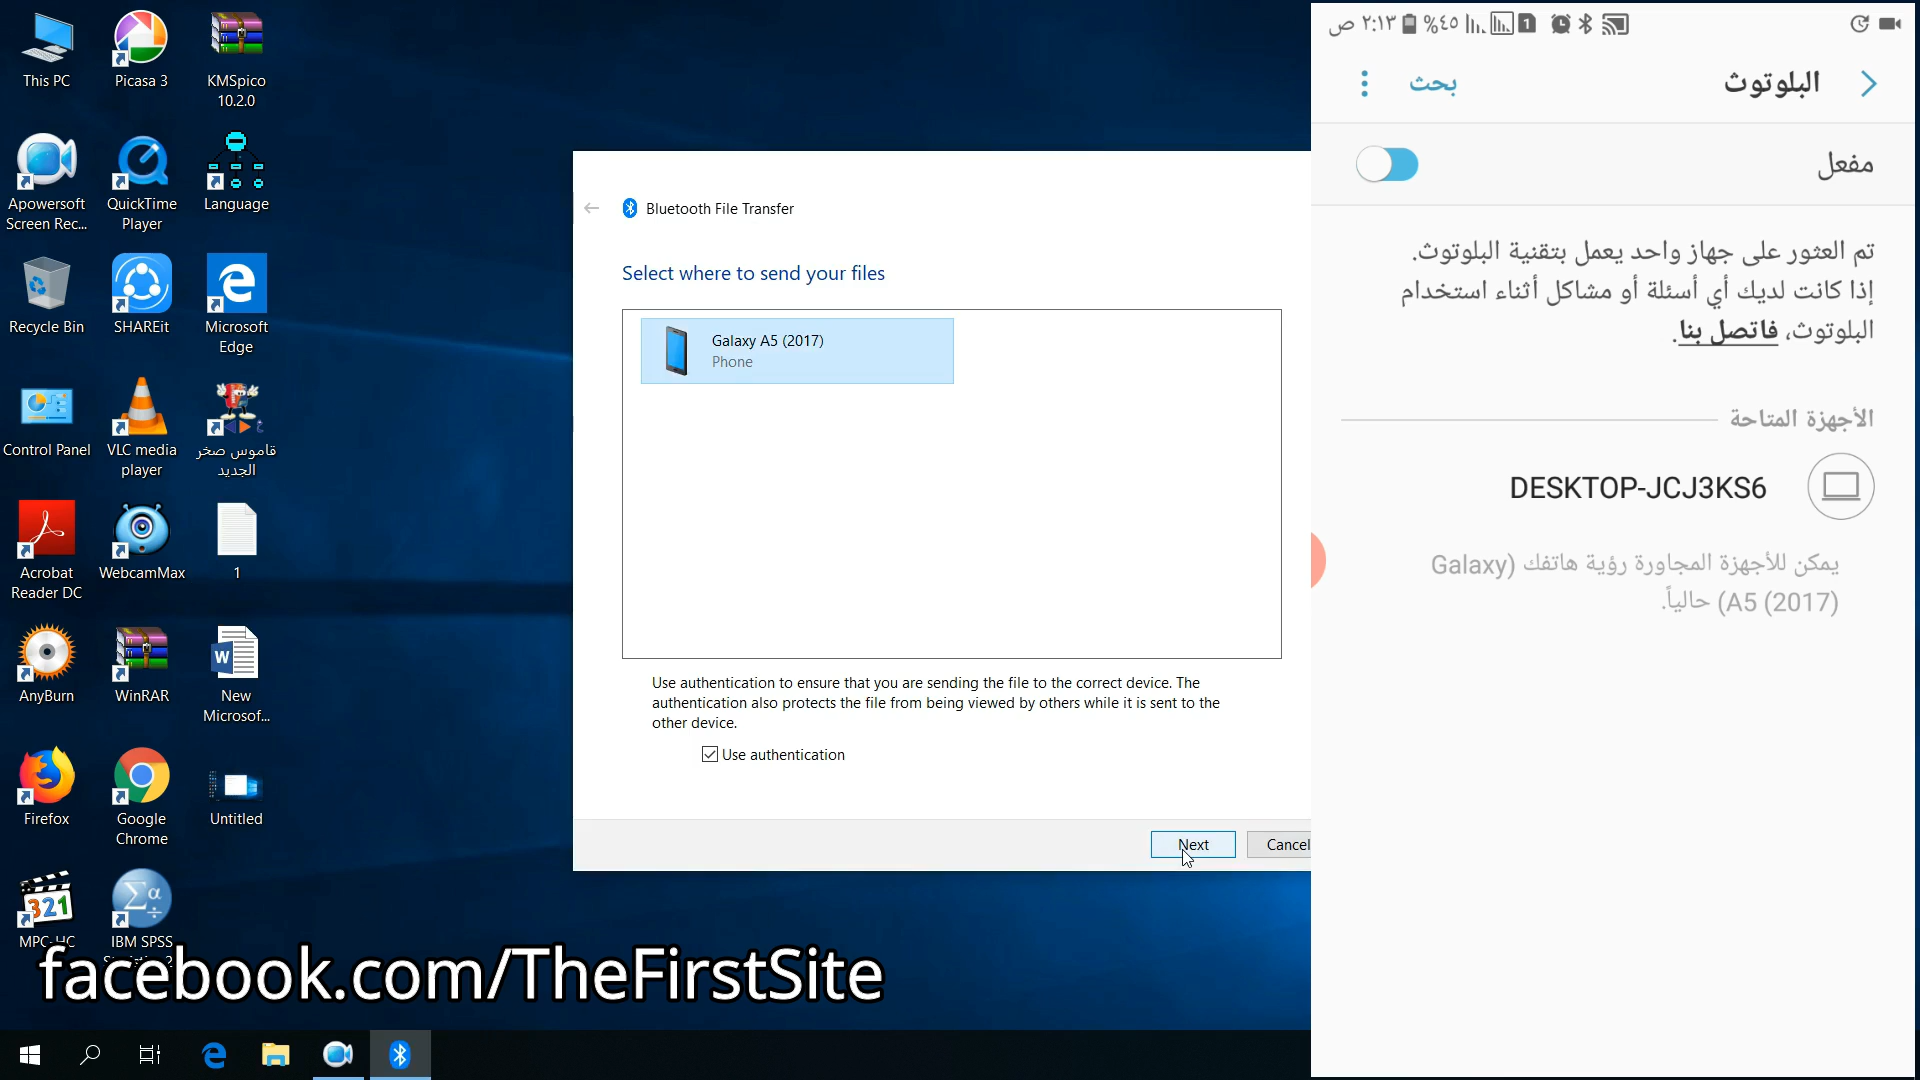 This PC
Picasa 3
KMSpico
10.2.0
Apowersoft
Screen Rec...
QuickTime
Player
Language
Recycle Bin
SHAREit
Microsoft
Edge
Control Panel
VLC media
player
قاموس صخر
الجديد
Acrobat
Reader DC
WebcamMax
1
AnyBurn
WinRAR
New
Microsof...
Firefox
Google
Chrome
Untitled
MPC-HC
IBM SPSS
facebook.com/TheFirstSite
Bluetooth File Transfer
Select where to send your files
Galaxy A5 (2017)
Phone
Use authentication to ensure that you are sending the file to the correct device. The
authentication also protects the file from being viewed by others while it is sent to the
other device.
Use authentication
Next
Cancel
٢:١٣ ص
%٤٥
1
البلوتوث
بحث
مفعل
تم العثور على جهاز واحد يعمل بتقنية البلوتوث.
إذا كانت لديك أي أسئلة أو مشاكل أثناء استخدام
البلوتوث، فاتصل بنا.
الأجهزة المتاحة
DESKTOP-JCJ3KS6
يمكن للأجهزة المجاورة رؤية هاتفك (Galaxy
A5 (2017)) حالياً.